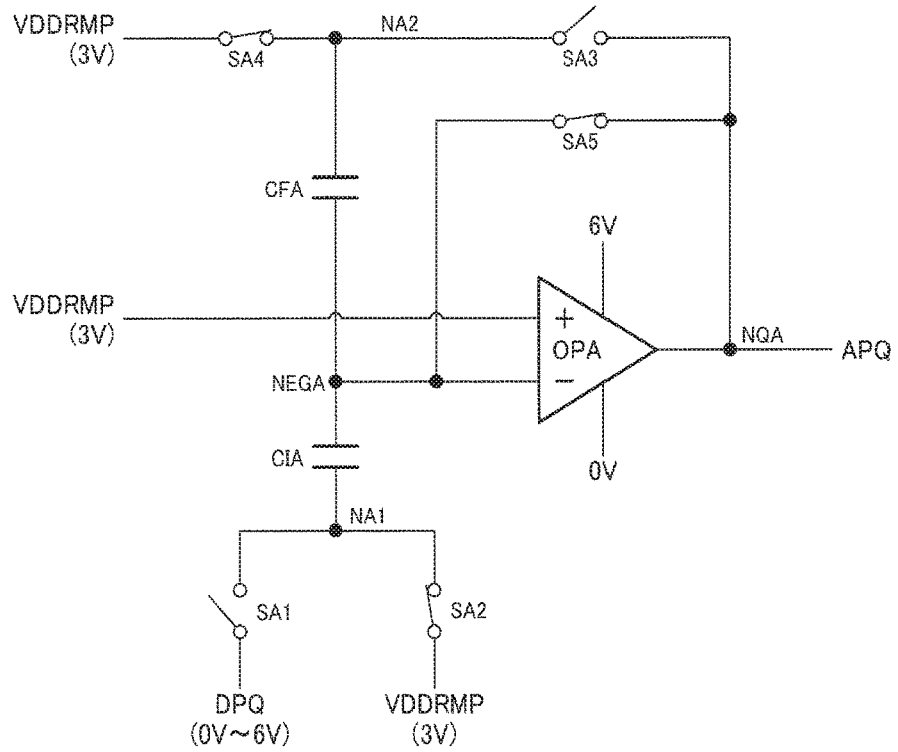 VDDRMP
(3V)
SA4
NA2
SA3
SA5
CFA
6V
VDDRMP
(3V)
+
OPA
−
NQA
APQ
NEGA
0V
CIA
NA1
SA1
SA2
DPQ
(0V～6V)
VDDRMP
(3V)